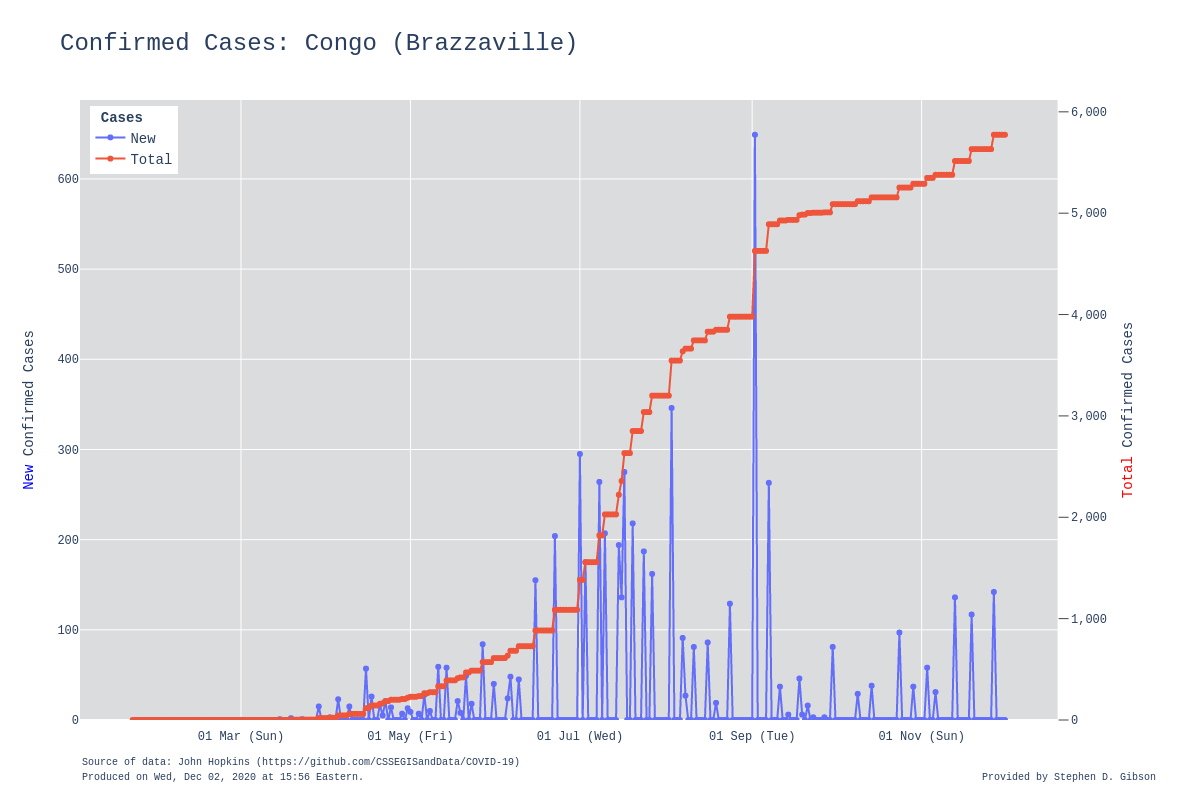 Confirmed Cases: Congo (Brazzaville)
Cases
New
Total
6,000
5,000
4,000
3,000
2,000
1,000
0
600
500
400
300
200
100
0
New Confirmed Cases
Total Confirmed Cases
01 Mar (Sun)
01 May (Fri)
01 Jul (Wed)
01 Sep (Tue)
01 Nov (Sun)
Source of data: John Hopkins (https://github.com/CSSEGISandData/COVID-19)
Produced on Wed, Dec 02, 2020 at 15:56 Eastern.
Provided by Stephen D. Gibson